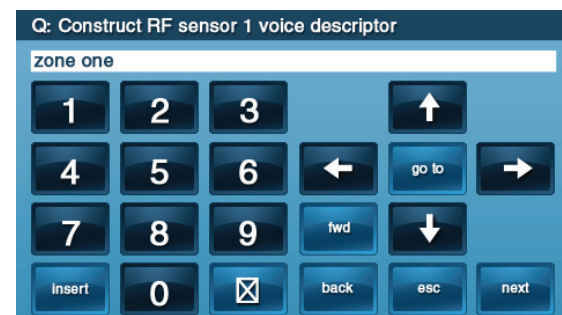 Q: Construct RF sensor 1 voice descriptor
zone one
1 2 3
4 5 6 go to
7 8 9 fwd
insert 0 back esc next